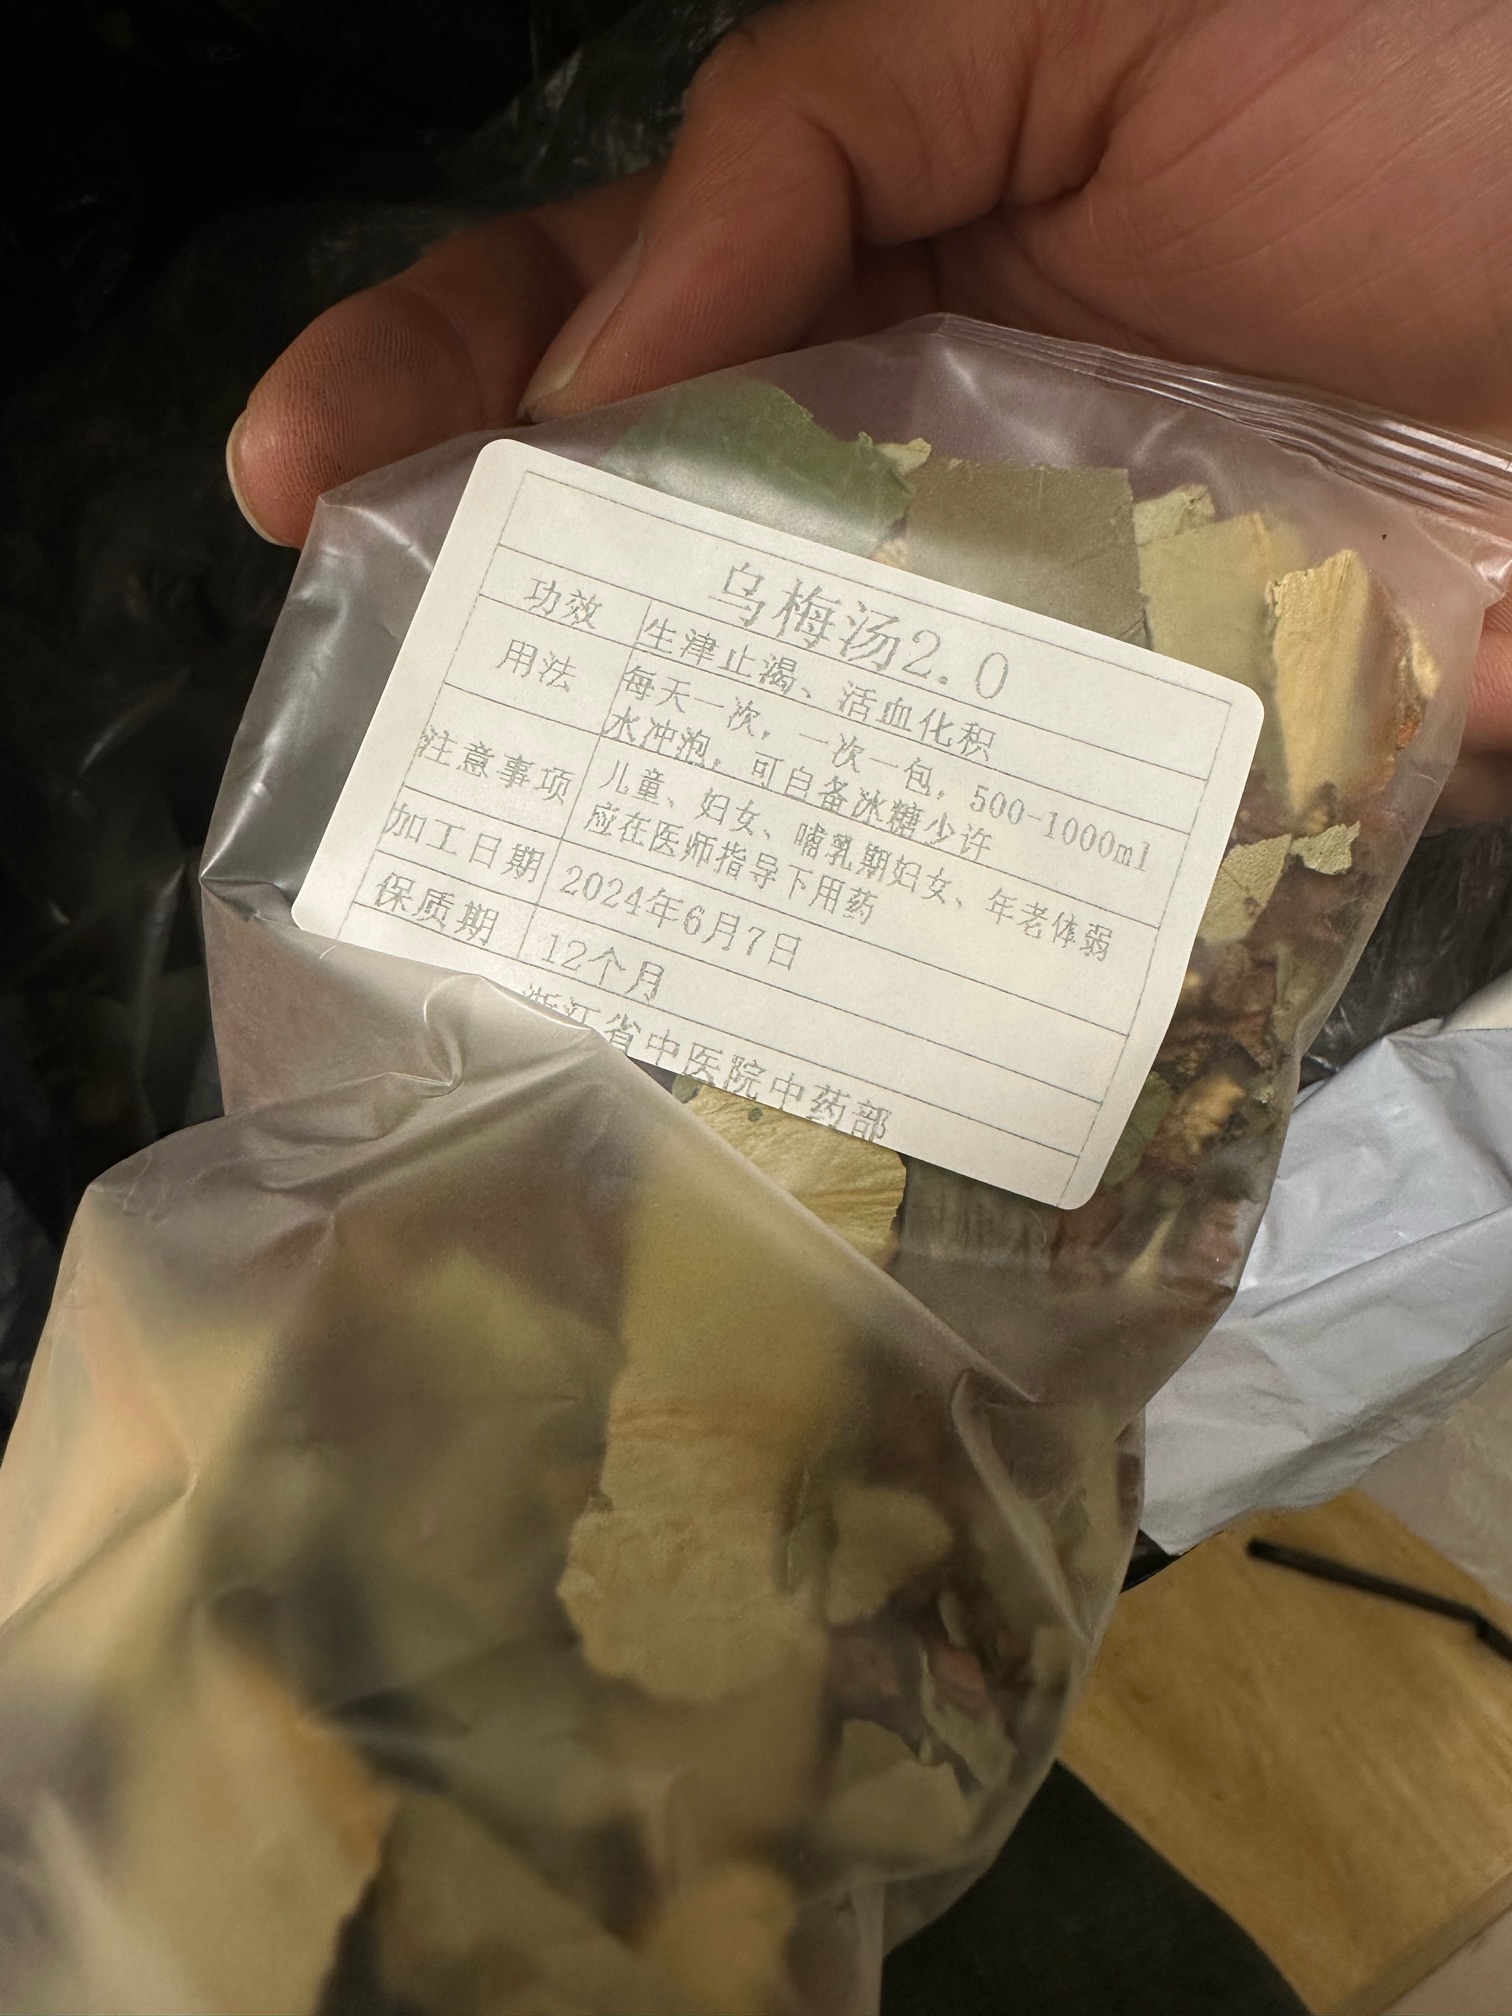 乌梅汤2.0
功效 生津止渴、活血化积
用法 每天一次，一次一包，500-1000ml
水冲泡，可自备冰糖少许
注意事项 儿童、妇女、哺乳期妇女、年老体弱
应在医师指导下用药
加工日期 2024年6月7日
保质期 12个月
浙江省中医院中药部